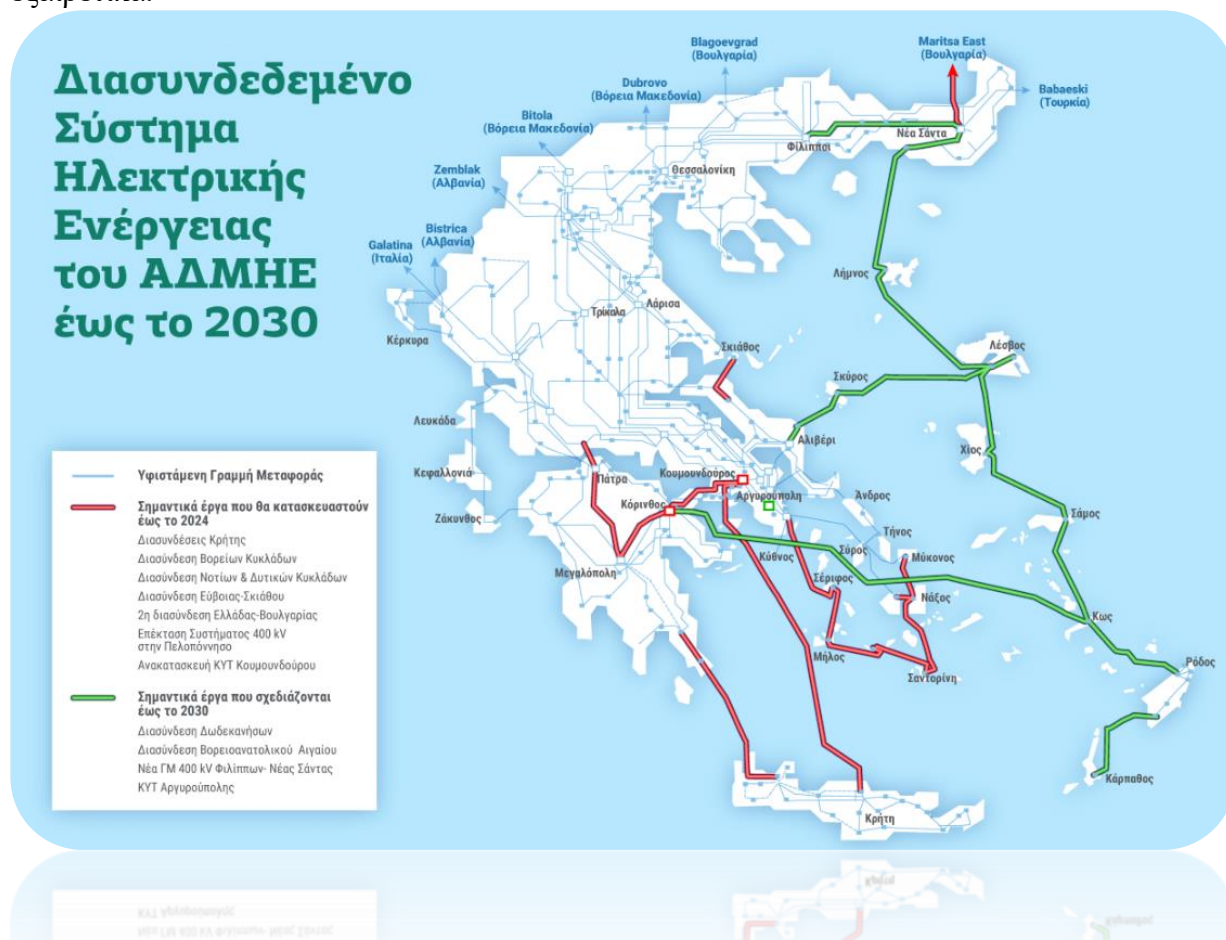 Διασυνδεδεμένο
Σύστημα
Ηλεκτρικής
Ενέργειας
του ΑΔΜΗΕ
έως το 2030
Blagoevgrad
(Βουλγαρία)
Maritsa East
(Βουλγαρία)
Dubrovo
(Βόρεια Μακεδονία)
Babaeski
(Τουρκία)
Bitola
(Βόρεια Μακεδονία)
Νέα Σάντα
Φίλιπποι
Zemblak
(Αλβανία)
Θεσσαλονίκη
Bistrica
(Αλβανία)
Galatina
(Ιταλία)
Λήμνος
Λάρισα
Τρίκαλα
Κέρκυρα
Σκιάθος
Λέσβος
Σκύρος
Λευκάδα
Αλιβέρι
Χίος
Κεφαλλονιά
Πάτρα
Κουμουνδούρος
Αργυρούπολη
Άνδρος
Κόρινθος
Ζάκυνθος
Σάμος
Τήνος
Κύθνος
Σύρος
Μύκονος
Μεγαλόπολη
Σέριφος
Νάξος
Κως
Μήλος
Σαντορίνη
Ρόδος
Κάρπαθος
Κρήτη
Υφιστάμενη Γραμμή Μεταφοράς
Σημαντικά έργα που θα κατασκευαστούν
έως το 2024
Διασυνδέσεις Κρήτης
Διασύνδεση Βορείων Κυκλάδων
Διασύνδεση Νοτίων & Δυτικών Κυκλάδων
Διασύνδεση Εύβοιας-Σκιάθου
2η διασύνδεση Ελλάδας-Βουλγαρίας
Επέκταση Συστήματος 400 kV
στην Πελοπόννησο
Ανακατασκευή ΚΥΤ Κουμουνδούρου
Σημαντικά έργα που σχεδιάζονται
έως το 2030
Διασύνδεση Δωδεκανήσων
Διασύνδεση Βορειοανατολικού Αιγαίου
Νέα ΓΜ 400 kV Φιλίππων- Νέας Σάντας
ΚΥΤ Αργυρούπολης